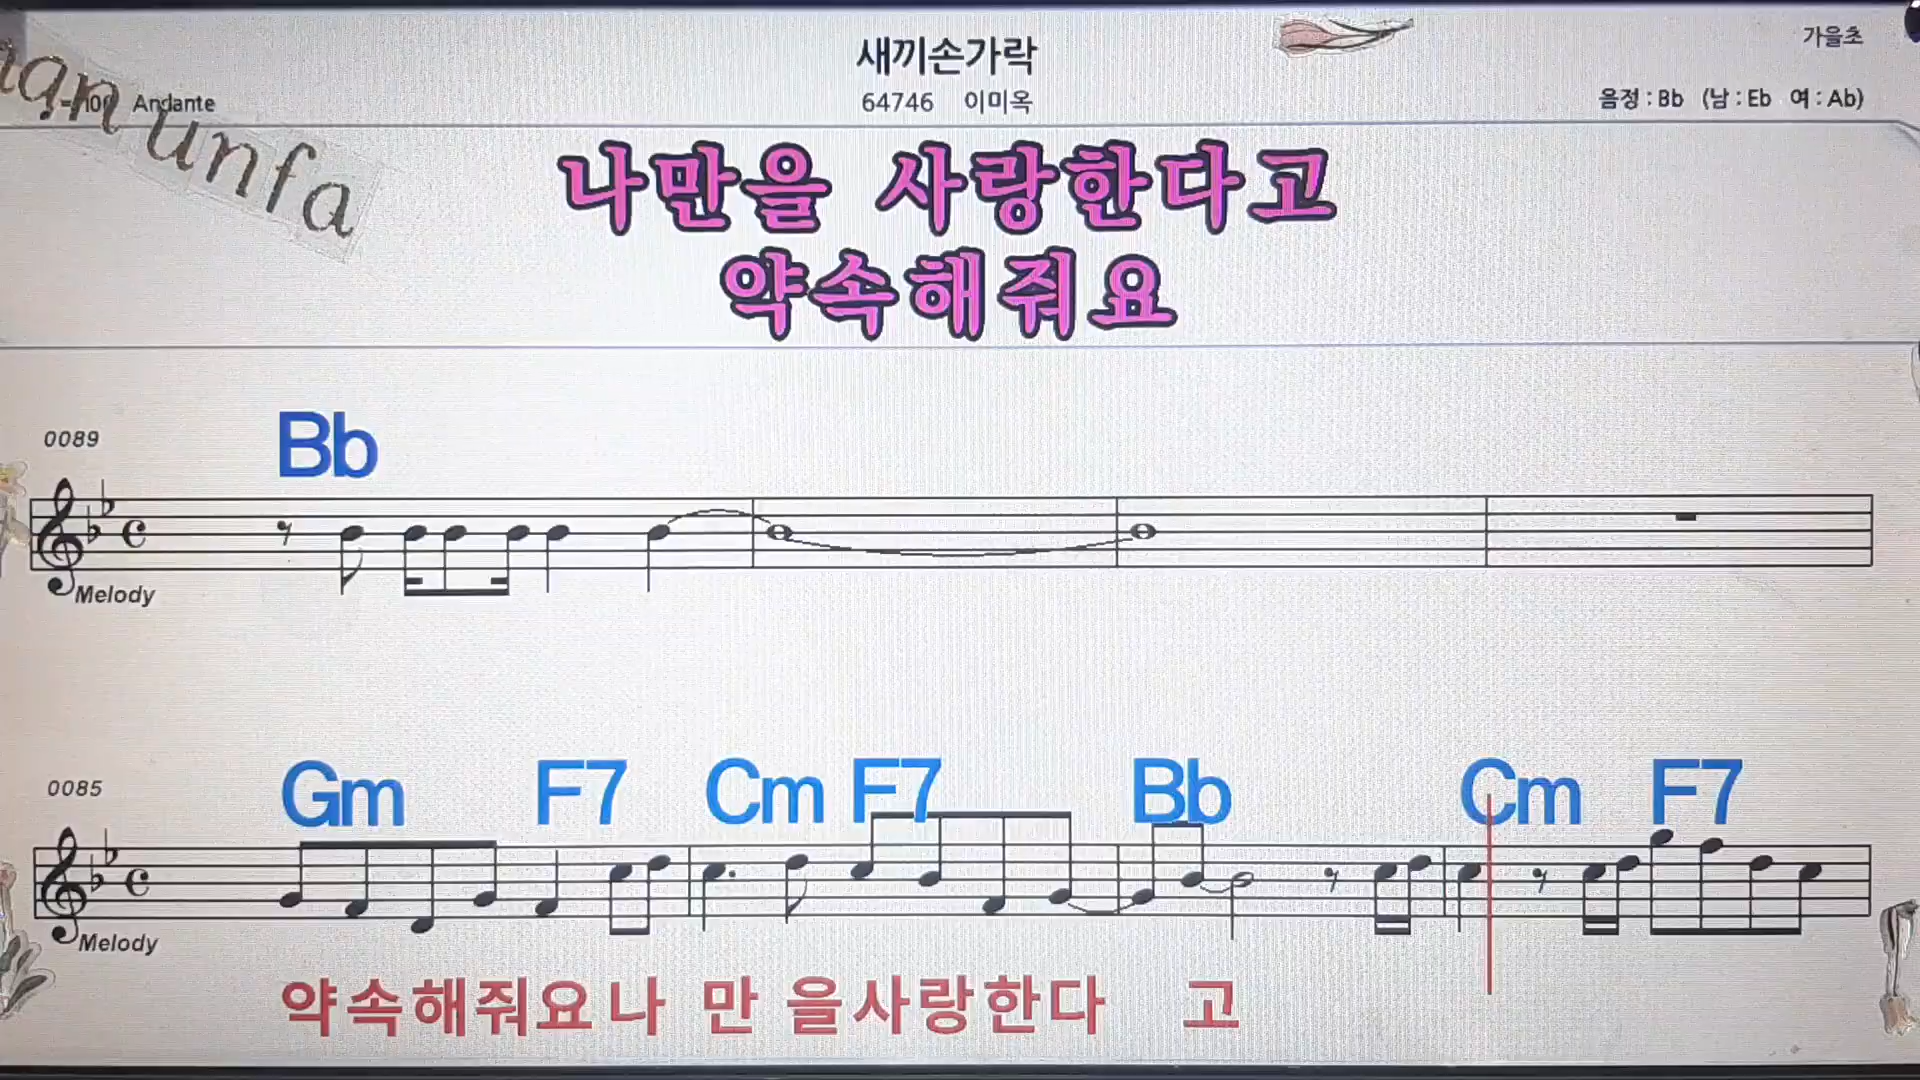 새끼손가락
가을초
Andante
64746 이미옥
음정 : Bb (남 : Eb 여 : Ab)
unfa
나만을 사랑한다고
약속해줘요
0089
Bb
Melody
0085
Gm F7 Cm F7 Bb Cm F7
Melody
약속해줘요나 만 을사랑한다 고